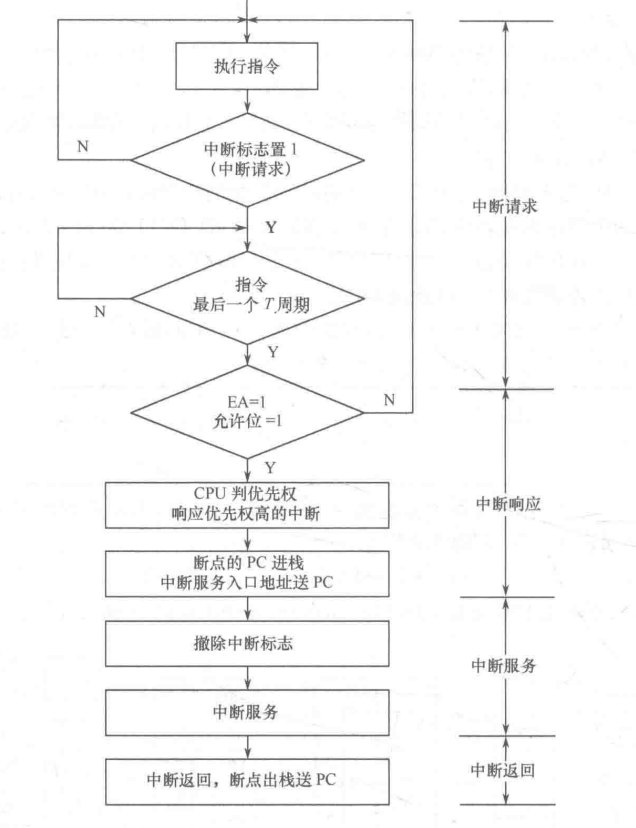 执行指令
N
中断标志置 1
（中断请求）
中断请求
Y
指令
最后一个 T 周期
N
Y
EA=1
允许位 =1
N
Y
CPU 判优先权
响应优先权高的中断
中断响应
断点的 PC 进栈
中断服务入口地址送 PC
撤除中断标志
中断服务
中断服务
中断返回，断点出栈送 PC
中断返回